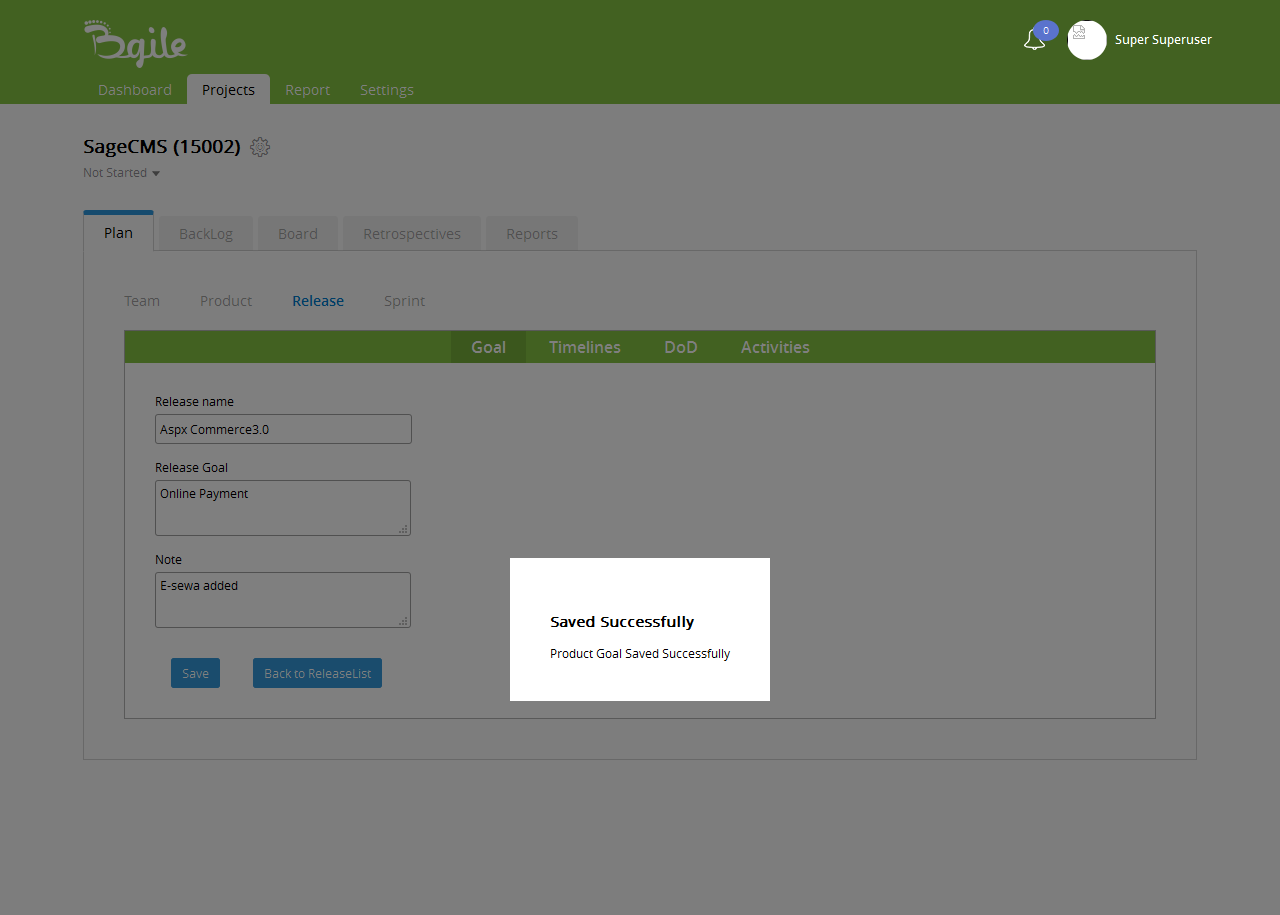 Bgile
0
Super Superuser
Dashboard Projects Report Settings
SageCMS (15002)
Not Started
Plan BackLog Board Retrospectives Reports
Team Product Release Sprint
Goal Timelines DoD Activities
Release name
Aspx Commerce3.0
Release Goal
Online Payment
Note
E-sewa added
Saved Successfully
Product Goal Saved Successfully
Save Back to ReleaseList